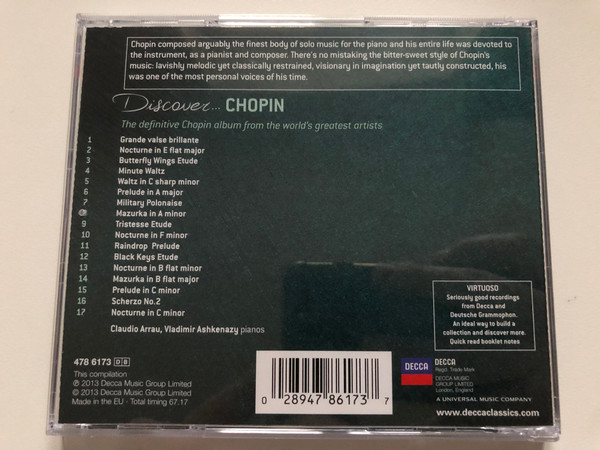 Chopin composed arguably the finest body of solo music for the piano and his entire life was devoted to
the instrument, as a pianist and composer. There's no mistaking the bitter-sweet style of Chopin's
music: lavishly melodic yet classically restrained, visionary in imagination yet tautly constructed, his
was one of the most personal voices of his time.
Discover... CHOPIN
The definitive Chopin album from the world's greatest artists
1 Grande valse brillante
2 Nocturne in E flat major
3 Butterfly Wings Etude
4 Minute Waltz
5 Waltz in C sharp minor
6 Prelude in A major
7 Military Polonaise
8 Mazurka in A minor
9 Tristesse Etude
10 Nocturne in F minor
11 Raindrop Prelude
12 Black Keys Etude
13 Nocturne in B flat minor
14 Mazurka in B flat major
15 Prelude in C minor
16 Scherzo No.2
17 Nocturne in C minor
Claudio Arrau, Vladimir Ashkenazy pianos
VIRTUOSO
Seriously good recordings
from Decca and
Deutsche Grammophon.
An ideal way to build a
collection and discover more.
Quick read booklet notes
478 6173 DB
This compilation
℗ 2013 Decca Music Group Limited
© 2013 Decca Music Group Limited
Made in the EU · Total timing 67.17
0 28947 86173 7
DECCA
DECCA
Regd. Trade Mark
DECCA MUSIC
GROUP LIMITED
London, England
A UNIVERSAL MUSIC COMPANY
www.deccaclassics.com